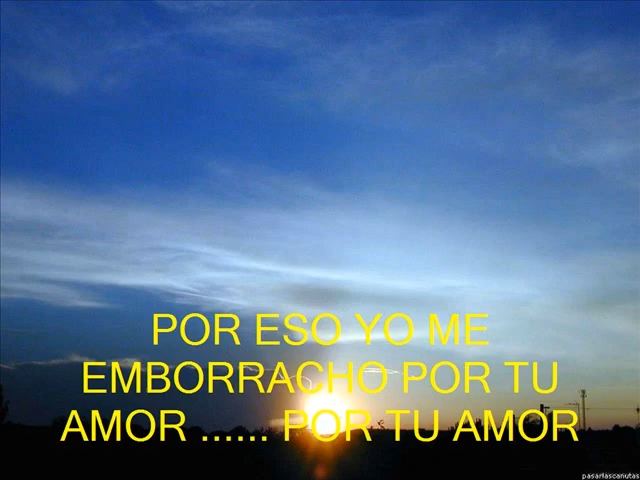 POR ESO YO ME
EMBORRACHO POR TU
AMOR ...... POR TU AMOR
pasarlascanutas